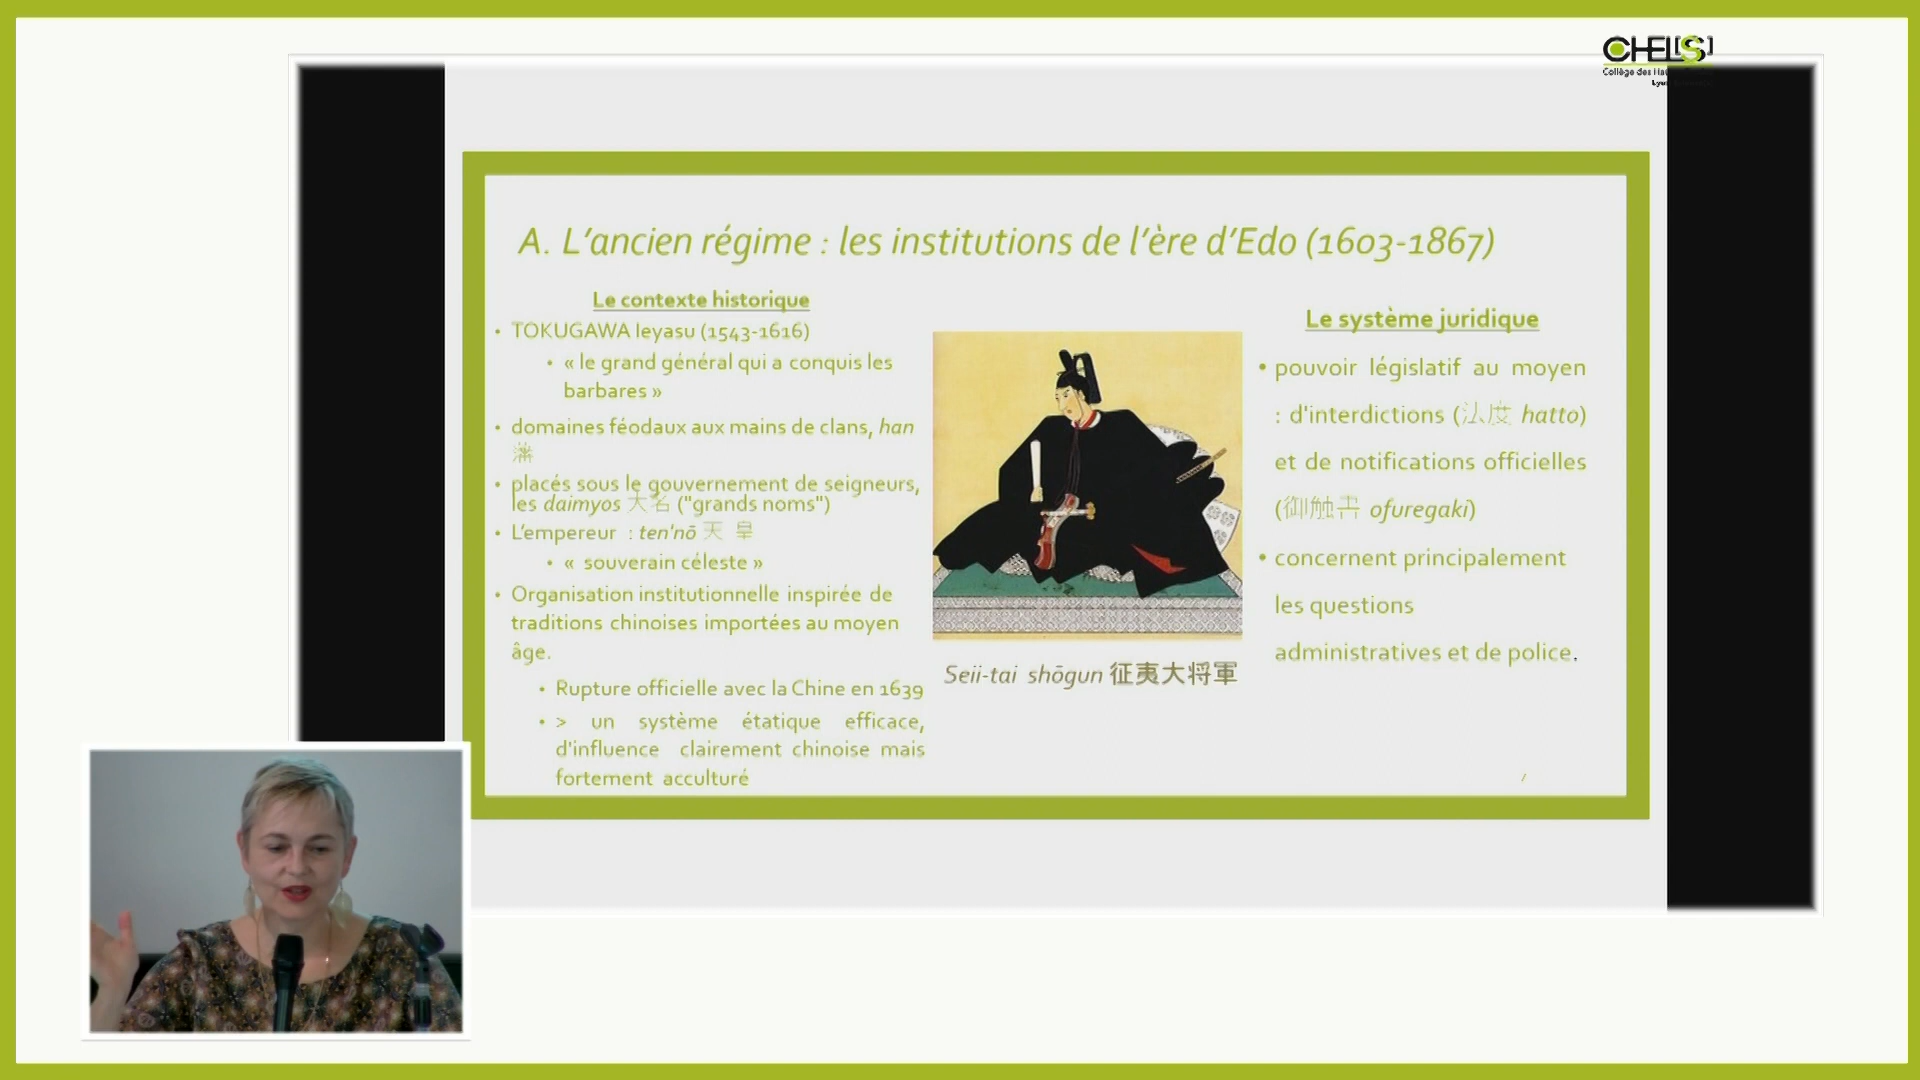 CHEL[S]
Collège des Hau
Lyo
A. L’ancien régime : les institutions de l’ère d’Edo (1603-1867)
Le contexte historique
• TOKUGAWA Ieyasu (1543-1616)
• « le grand général qui a conquis les
barbares »
• domaines féodaux aux mains de clans, han
藩
• placés sous le gouvernement de seigneurs,
les daimyos 大名 ("grands noms")
• L’empereur : ten’nō 天 皇
• « souverain céleste »
• Organisation institutionnelle inspirée de
traditions chinoises importées au moyen
âge.
• Rupture officielle avec la Chine en 1639
• > un système étatique efficace,
d'influence clairement chinoise mais
fortement acculturé
Seii-tai shōgun 征夷大将軍
Le système juridique
• pouvoir législatif au moyen
: d'interdictions (法度 hatto)
et de notifications officielles
(御触書 ofuregaki)
• concernent principalement
les questions
administratives et de police.